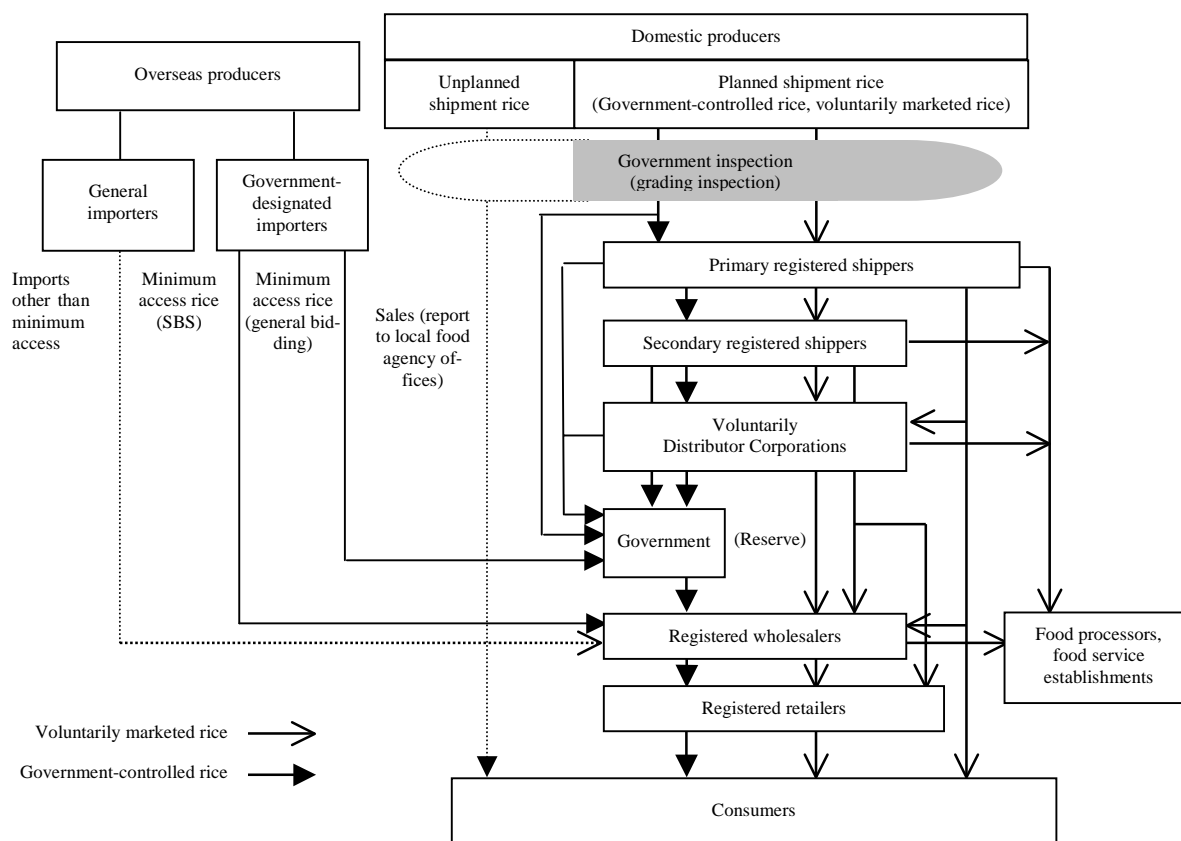 Domestic producers
Overseas producers
Unplanned
shipment rice
Planned shipment rice
(Government-controlled rice, voluntarily marketed rice)
Government inspection
(grading inspection)
General
importers
Government-
designated
importers
Imports
other than
minimum
access
Minimum
access rice
(SBS)
Minimum
access rice
(general bid-
ding)
Sales (report
to local food
agency of-
fices)
Primary registered shippers
Secondary registered shippers
Voluntarily
Distributor Corporations
Government
(Reserve)
Registered wholesalers
Food processors,
food service
establishments
Registered retailers
Voluntarily marketed rice
Government-controlled rice
Consumers